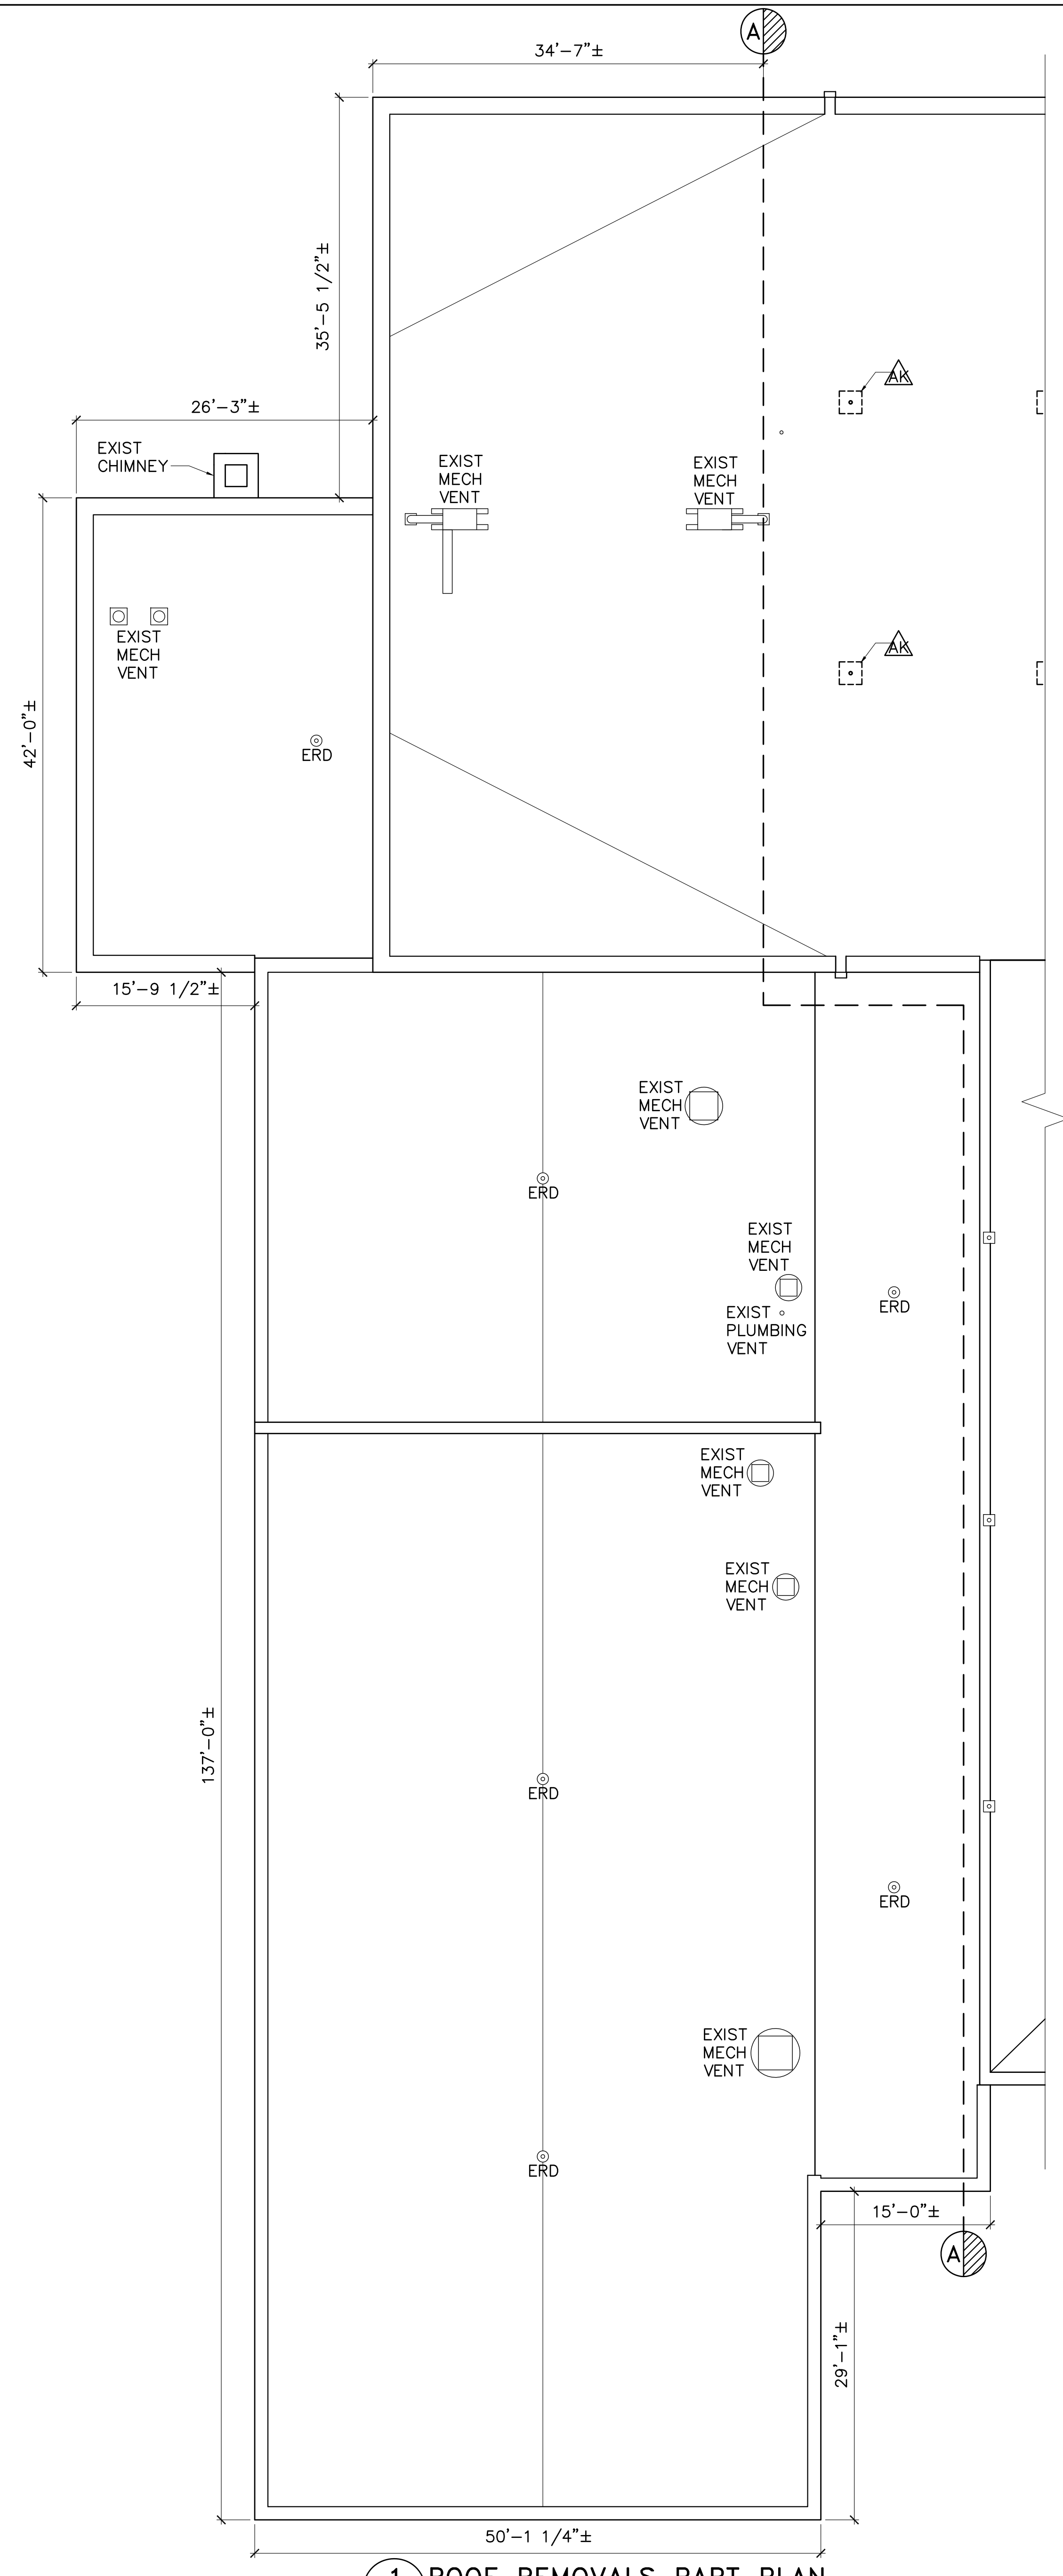 A
34'-7"±
35'-5 1/2"±
26'-3"±
EXIST
CHIMNEY
AK
EXIST
MECH
VENT
EXIST
MECH
VENT
EXIST
MECH
VENT
AK
42'-0"±
ERD
15'-9 1/2"±
EXIST
MECH
VENT
ERD
EXIST
MECH
VENT
ERD
EXIST
PLUMBING
VENT
EXIST
MECH
VENT
EXIST
MECH
VENT
137'-0"±
ERD
ERD
EXIST
MECH
VENT
ERD
15'-0"±
A
29'-1"±
50'-1 1/4"±
1 ROOF REMOVALS PART PLAN